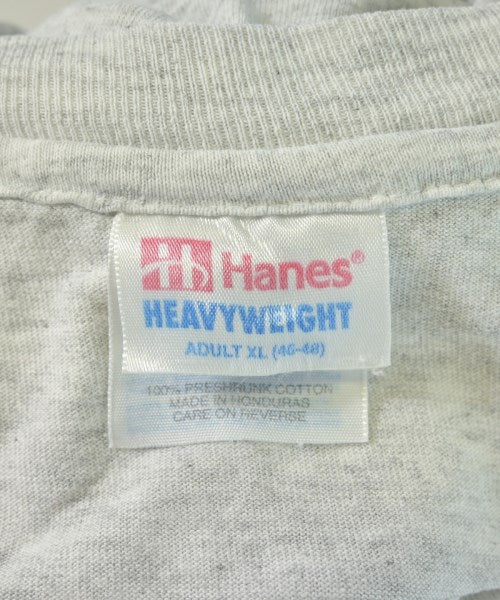 Hanes®
HEAVYWEIGHT
ADULT XL (46-48)
100% PRESHRUNK COTTON
MADE IN HONDURAS
CARE ON REVERSE